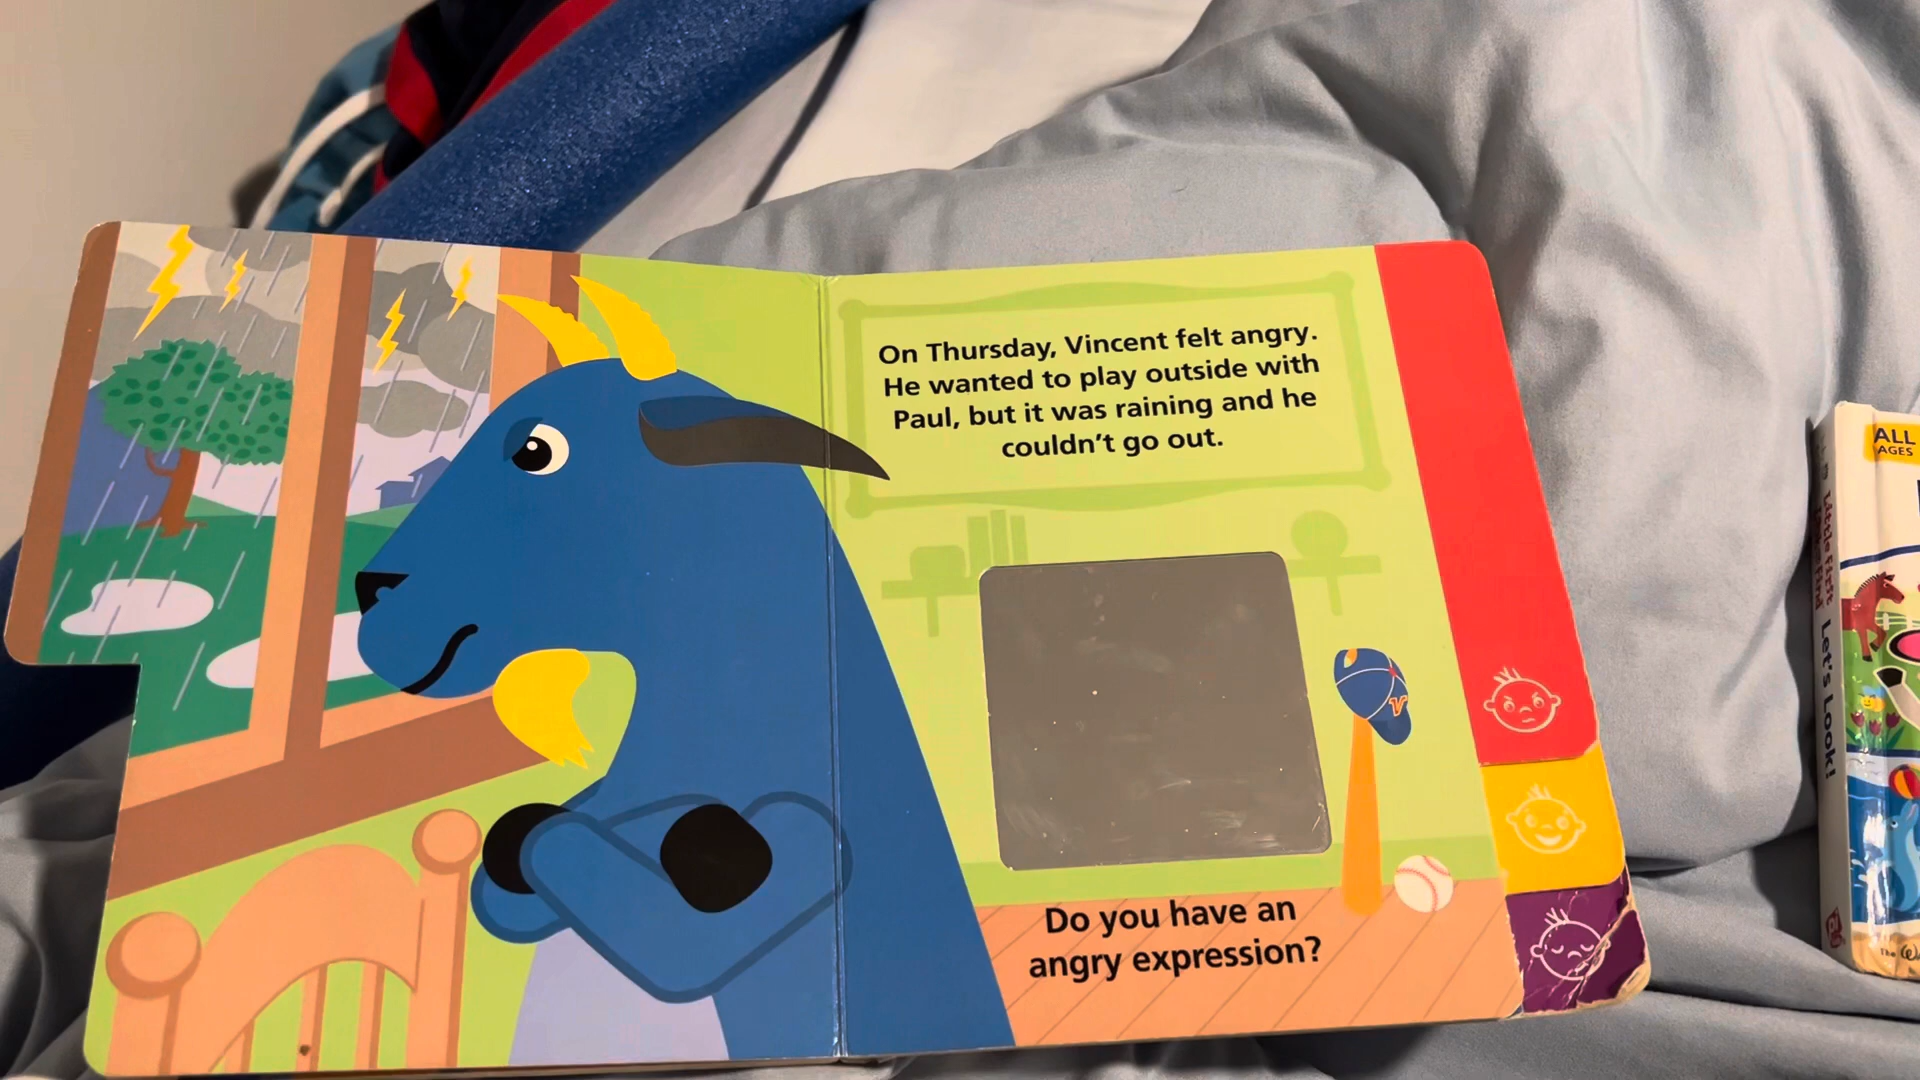 On Thursday, Vincent felt angry.
He wanted to play outside with
Paul, but it was raining and he
couldn't go out.
Do you have an
angry expression?
V
ALL
AGES
Let's Look!
The